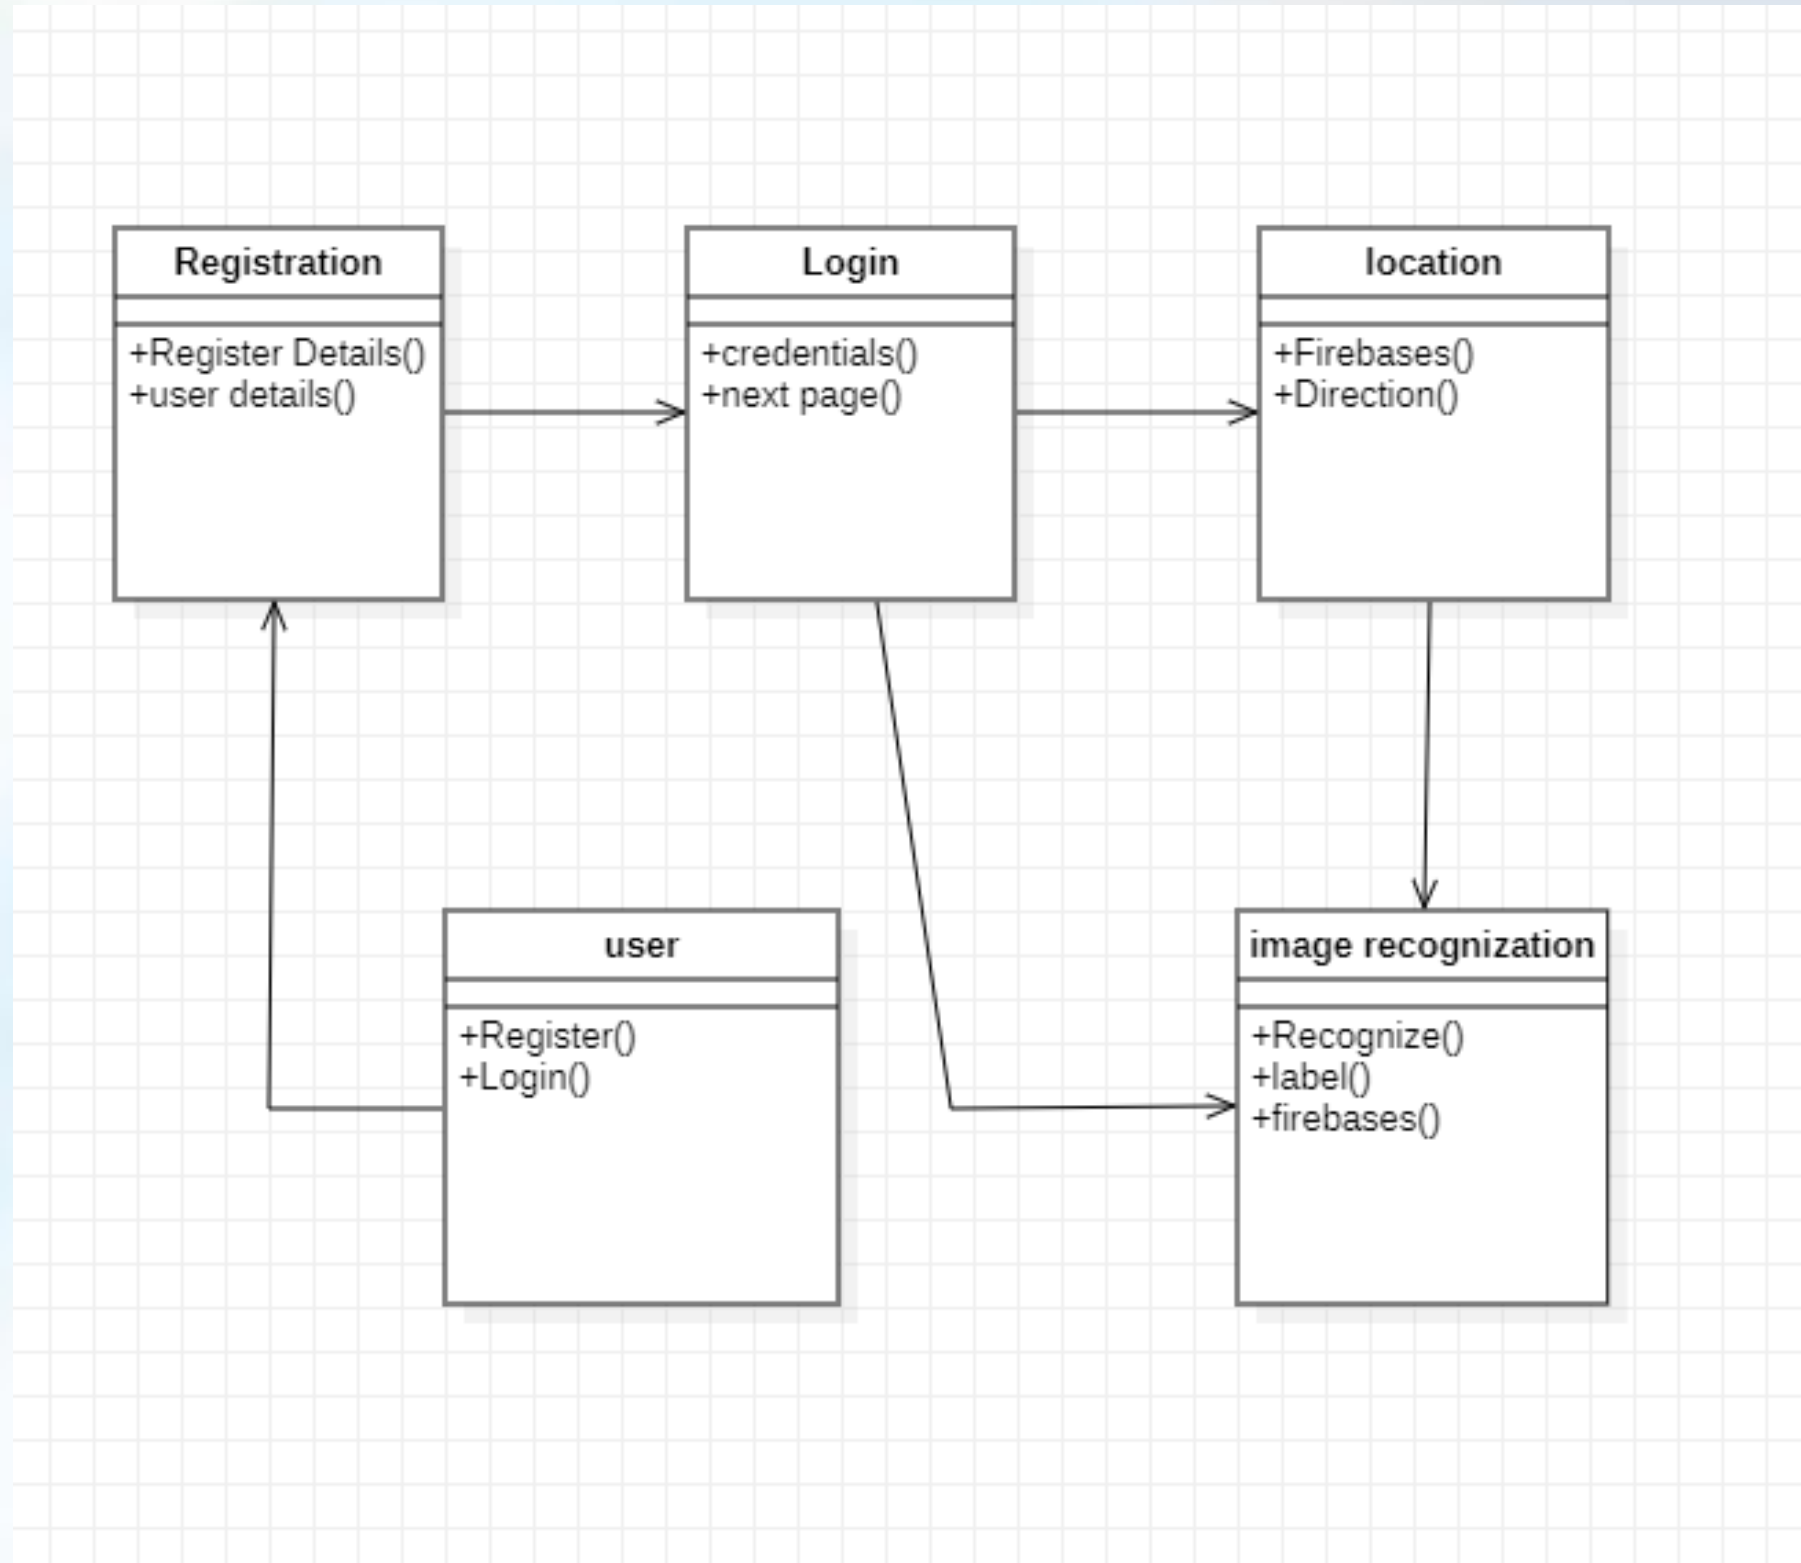 Registration
+Register Details()
+user details()
Login
+credentials()
+next page()
location
+Firebases()
+Direction()
user
+Register()
+Login()
image recognization
+Recognize()
+label()
+firebases()